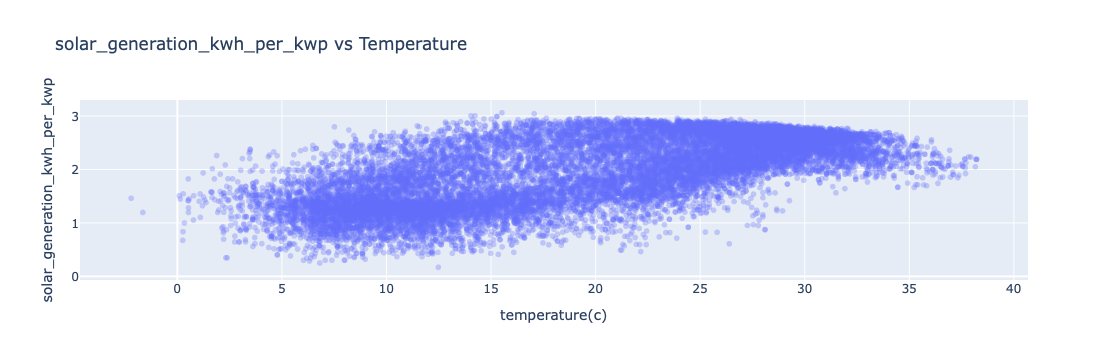 solar_generation_kwh_per_kwp vs Temperature
solar_generation_kwh_per_kwp
3
2
1
0
0 5 10 15 20 25 30 35 40
temperature(c)